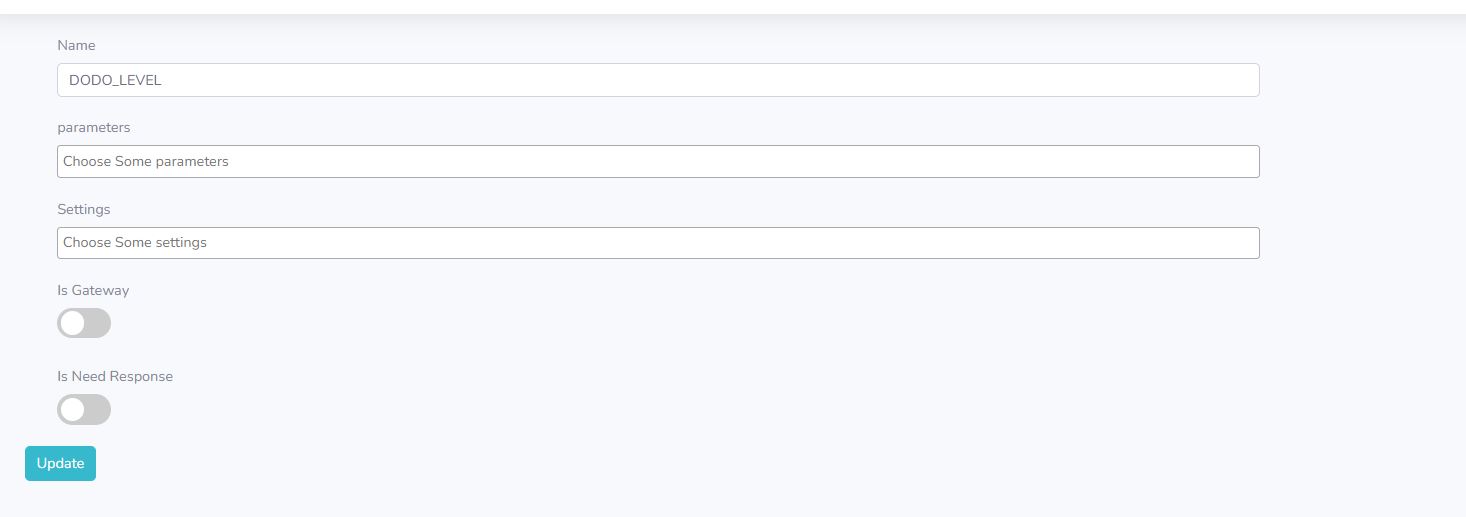 Name
DODO_LEVEL
parameters
Choose Some parameters
Settings
Choose Some settings
Is Gateway
Is Need Response
Update